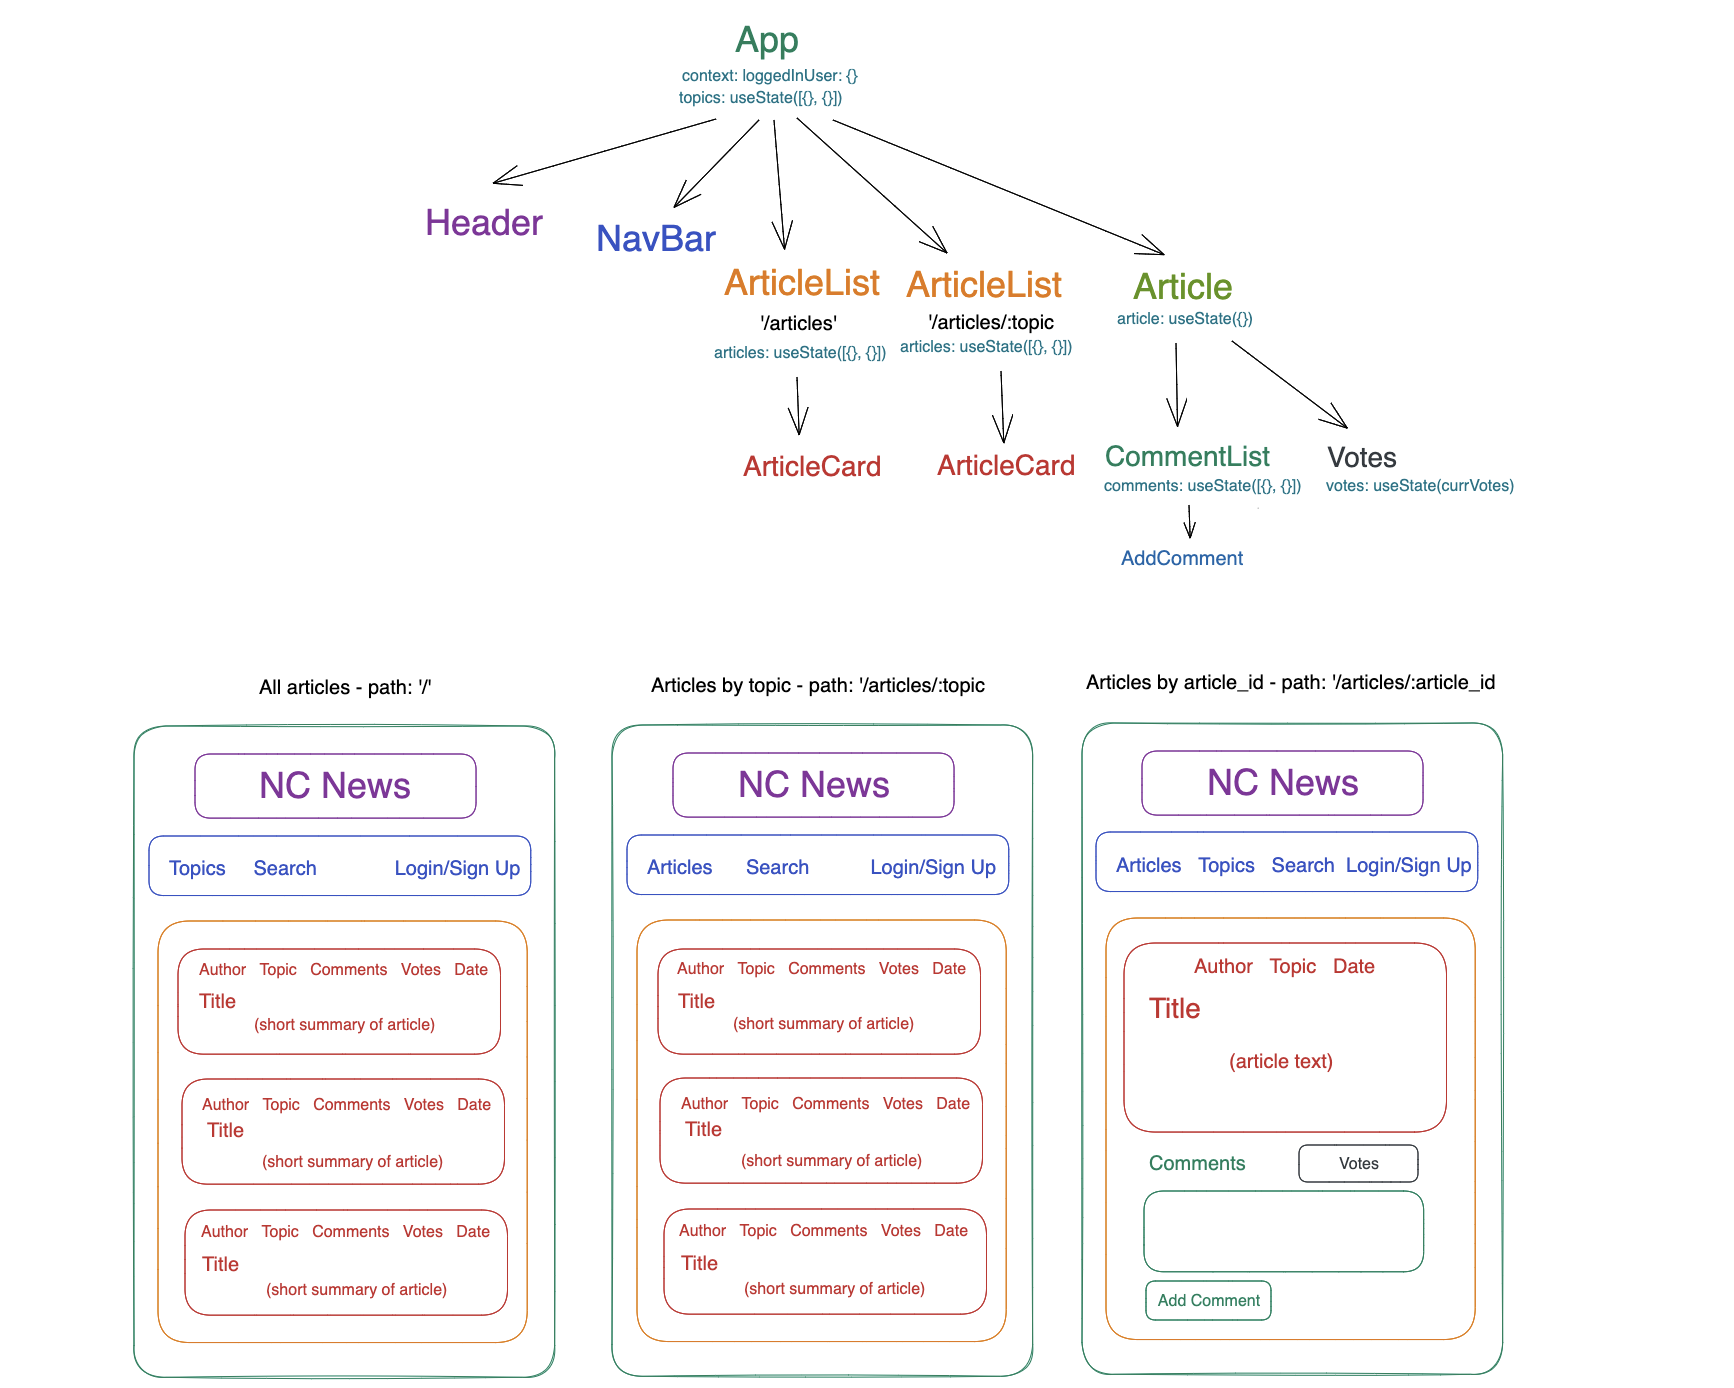 App
context: loggedInUser: {}
topics: useState([{}, {}])
Header
NavBar
ArticleList
'/articles'
articles: useState([{}, {}])
ArticleList
'/articles/:topic
articles: useState([{}, {}])
Article
article: useState({})
ArticleCard
ArticleCard
CommentList
comments: useState([{}, {}])
Votes
votes: useState(currVotes)
AddComment
All articles - path: '/'
NC News
Topics Search Login/Sign Up
Author Topic Comments Votes Date
Title
(short summary of article)
Author Topic Comments Votes Date
Title
(short summary of article)
Author Topic Comments Votes Date
Title
(short summary of article)
Articles by topic - path: '/articles/:topic
NC News
Articles Search Login/Sign Up
Author Topic Comments Votes Date
Title
(short summary of article)
Author Topic Comments Votes Date
Title
(short summary of article)
Author Topic Comments Votes Date
Title
(short summary of article)
Articles by article_id - path: '/articles/:article_id
NC News
Articles Topics Search Login/Sign Up
Author Topic Date
Title
(article text)
Comments
Votes
Add Comment